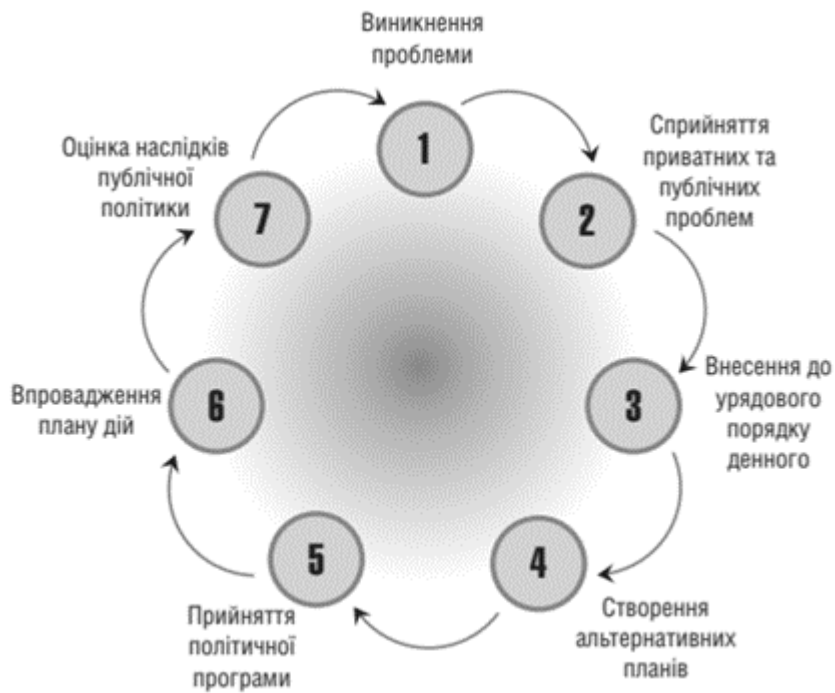 Виникнення
проблеми
1
Сприйняття
приватних та
публічних
проблем
2
Внесення до
урядового
порядку
денного
3
Створення
альтернативних
планів
4
Прийняття
політичної
програми
5
Впровадження
плану дій
6
Оцінка наслідків
публічної
політики
7